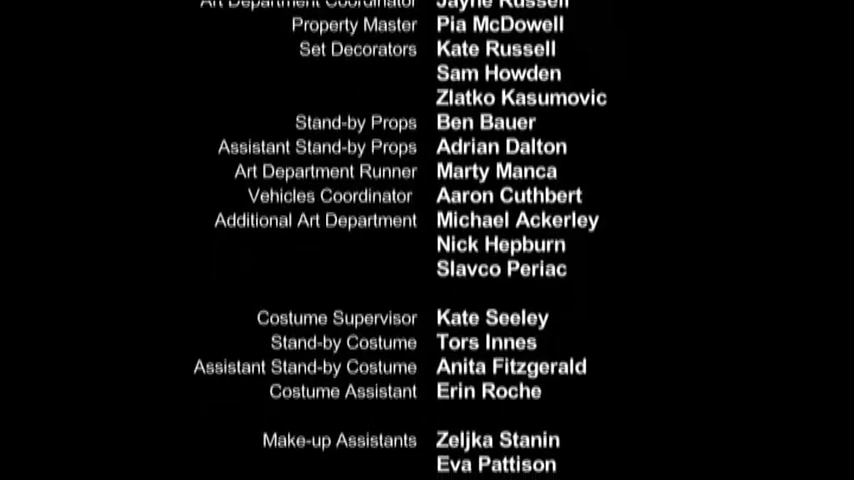 Art Department Coordinator Jayne Russell
Property Master Pia McDowell
Set Decorators Kate Russell
Sam Howden
Zlatko Kasumovic
Stand-by Props Ben Bauer
Assistant Stand-by Props Adrian Dalton
Art Department Runner Marty Manca
Vehicles Coordinator Aaron Cuthbert
Additional Art Department Michael Ackerley
Nick Hepburn
Slavco Periac
Costume Supervisor Kate Seeley
Stand-by Costume Tors Innes
Assistant Stand-by Costume Anita Fitzgerald
Costume Assistant Erin Roche
Make-up Assistants Zeljka Stanin
Eva Pattison